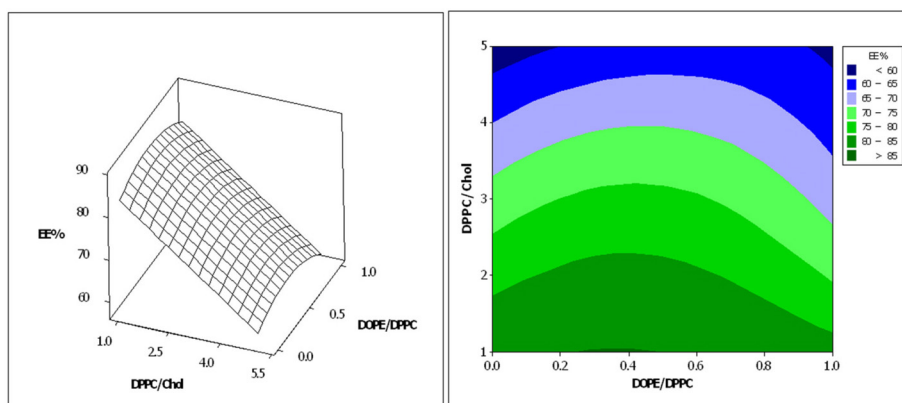 90
80
70
60
EE%
1.0
2.5
4.0
5.5
DPPC/Chol
0.0
0.5
1.0
DOPE/DPPC
5
4
3
2
1
DPPC/Chol
0.0
0.2
0.4
0.6
0.8
1.0
DOPE/DPPC
EE%
< 60
60 – 65
65 – 70
70 – 75
75 – 80
80 – 85
> 85